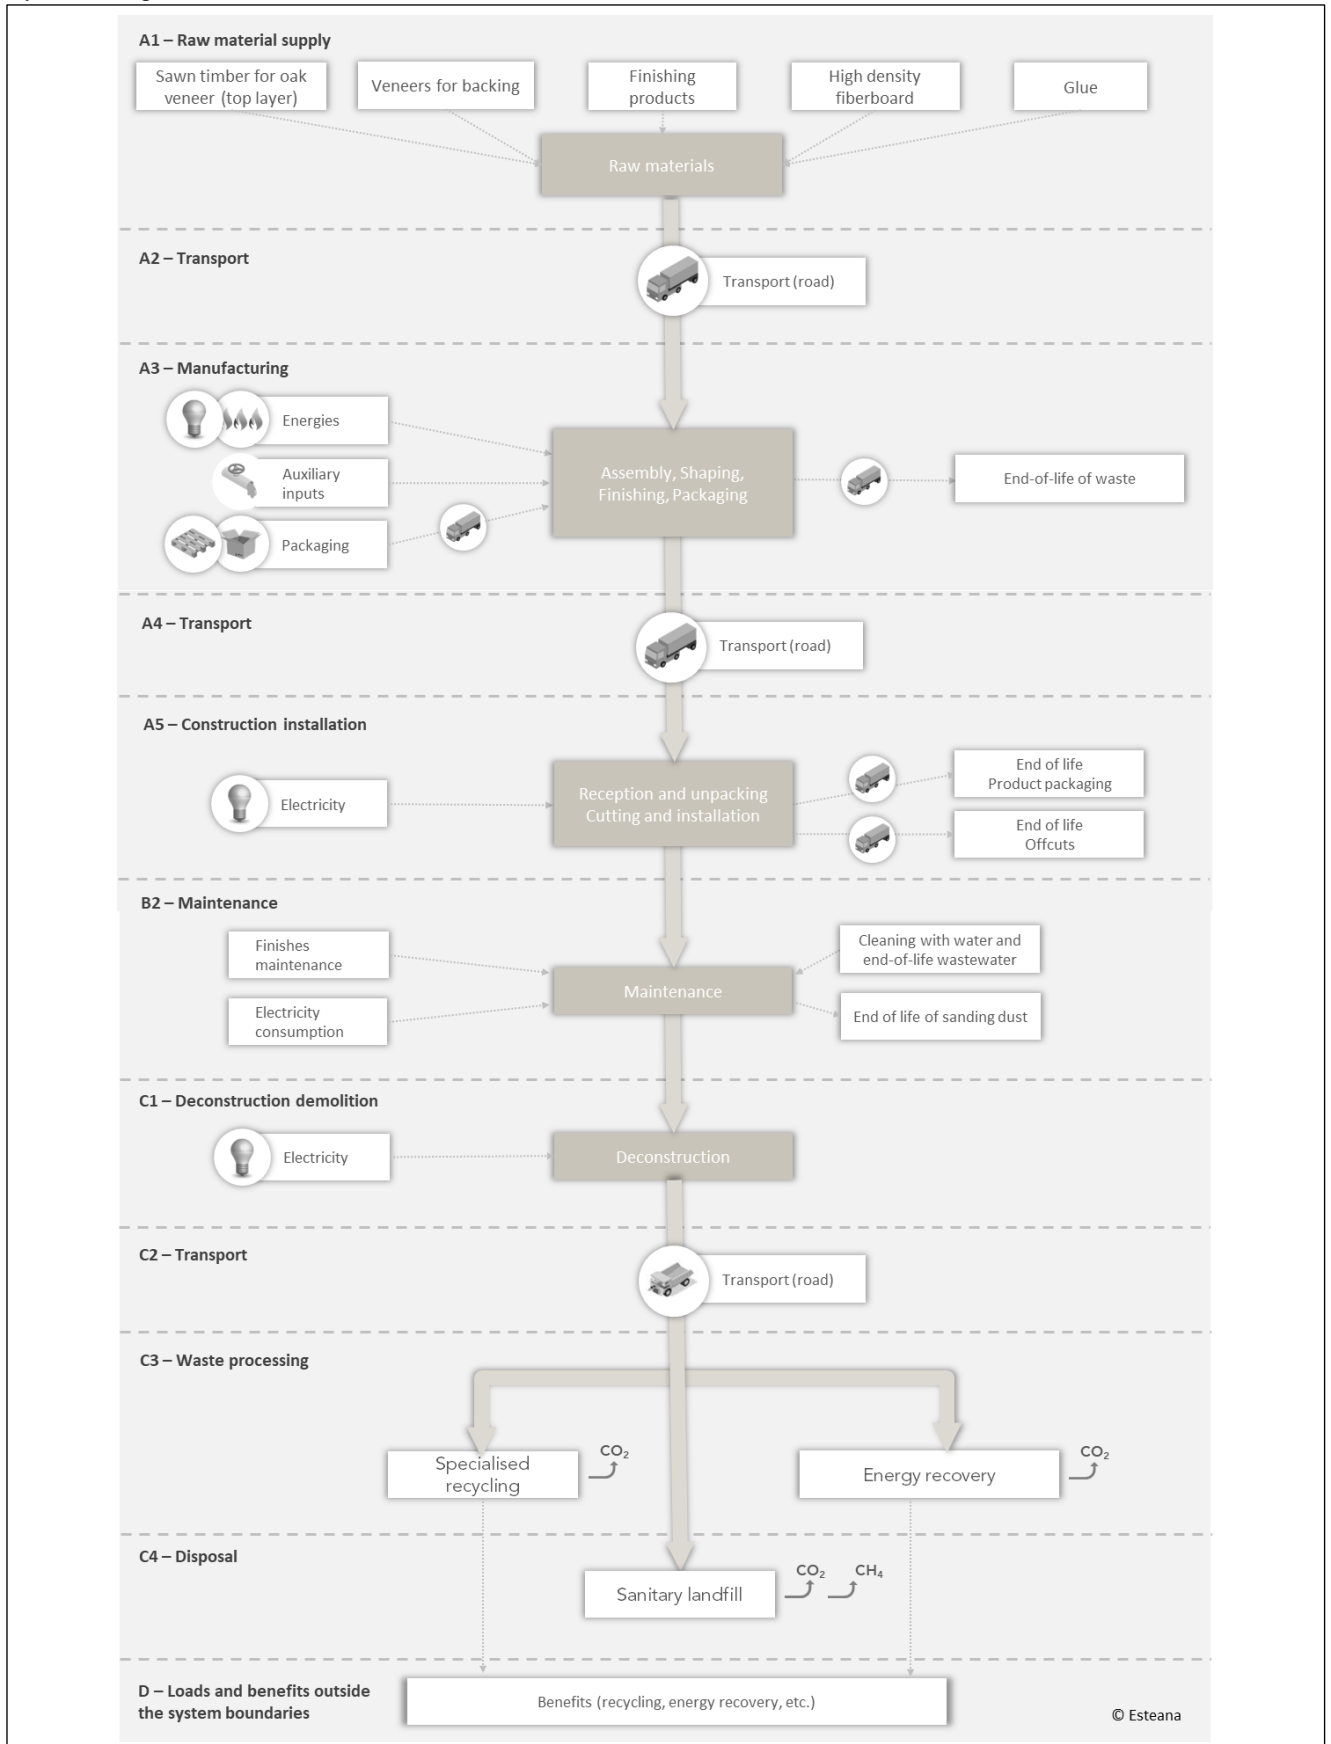 A1 – Raw material supply
Sawn timber for oak
veneer (top layer)
Veneers for backing
Finishing
products
High density
fiberboard
Glue
Raw materials
A2 – Transport
Transport (road)
A3 – Manufacturing
Energies
Auxiliary
inputs
Packaging
Assembly, Shaping,
Finishing, Packaging
End-of-life of waste
A4 – Transport
Transport (road)
A5 – Construction installation
Electricity
Reception and unpacking
Cutting and installation
End of life
Product packaging
End of life
Offcuts
B2 – Maintenance
Finishes
maintenance
Electricity
consumption
Maintenance
Cleaning with water and
end-of-life wastewater
End of life of sanding dust
C1 – Deconstruction demolition
Electricity
Deconstruction
C2 – Transport
Transport (road)
C3 – Waste processing
Specialised
recycling
CO₂
Energy recovery
CO₂
C4 – Disposal
Sanitary landfill
CO₂
CH₄
D – Loads and benefits outside
the system boundaries
Benefits (recycling, energy recovery, etc.)
© Esteana